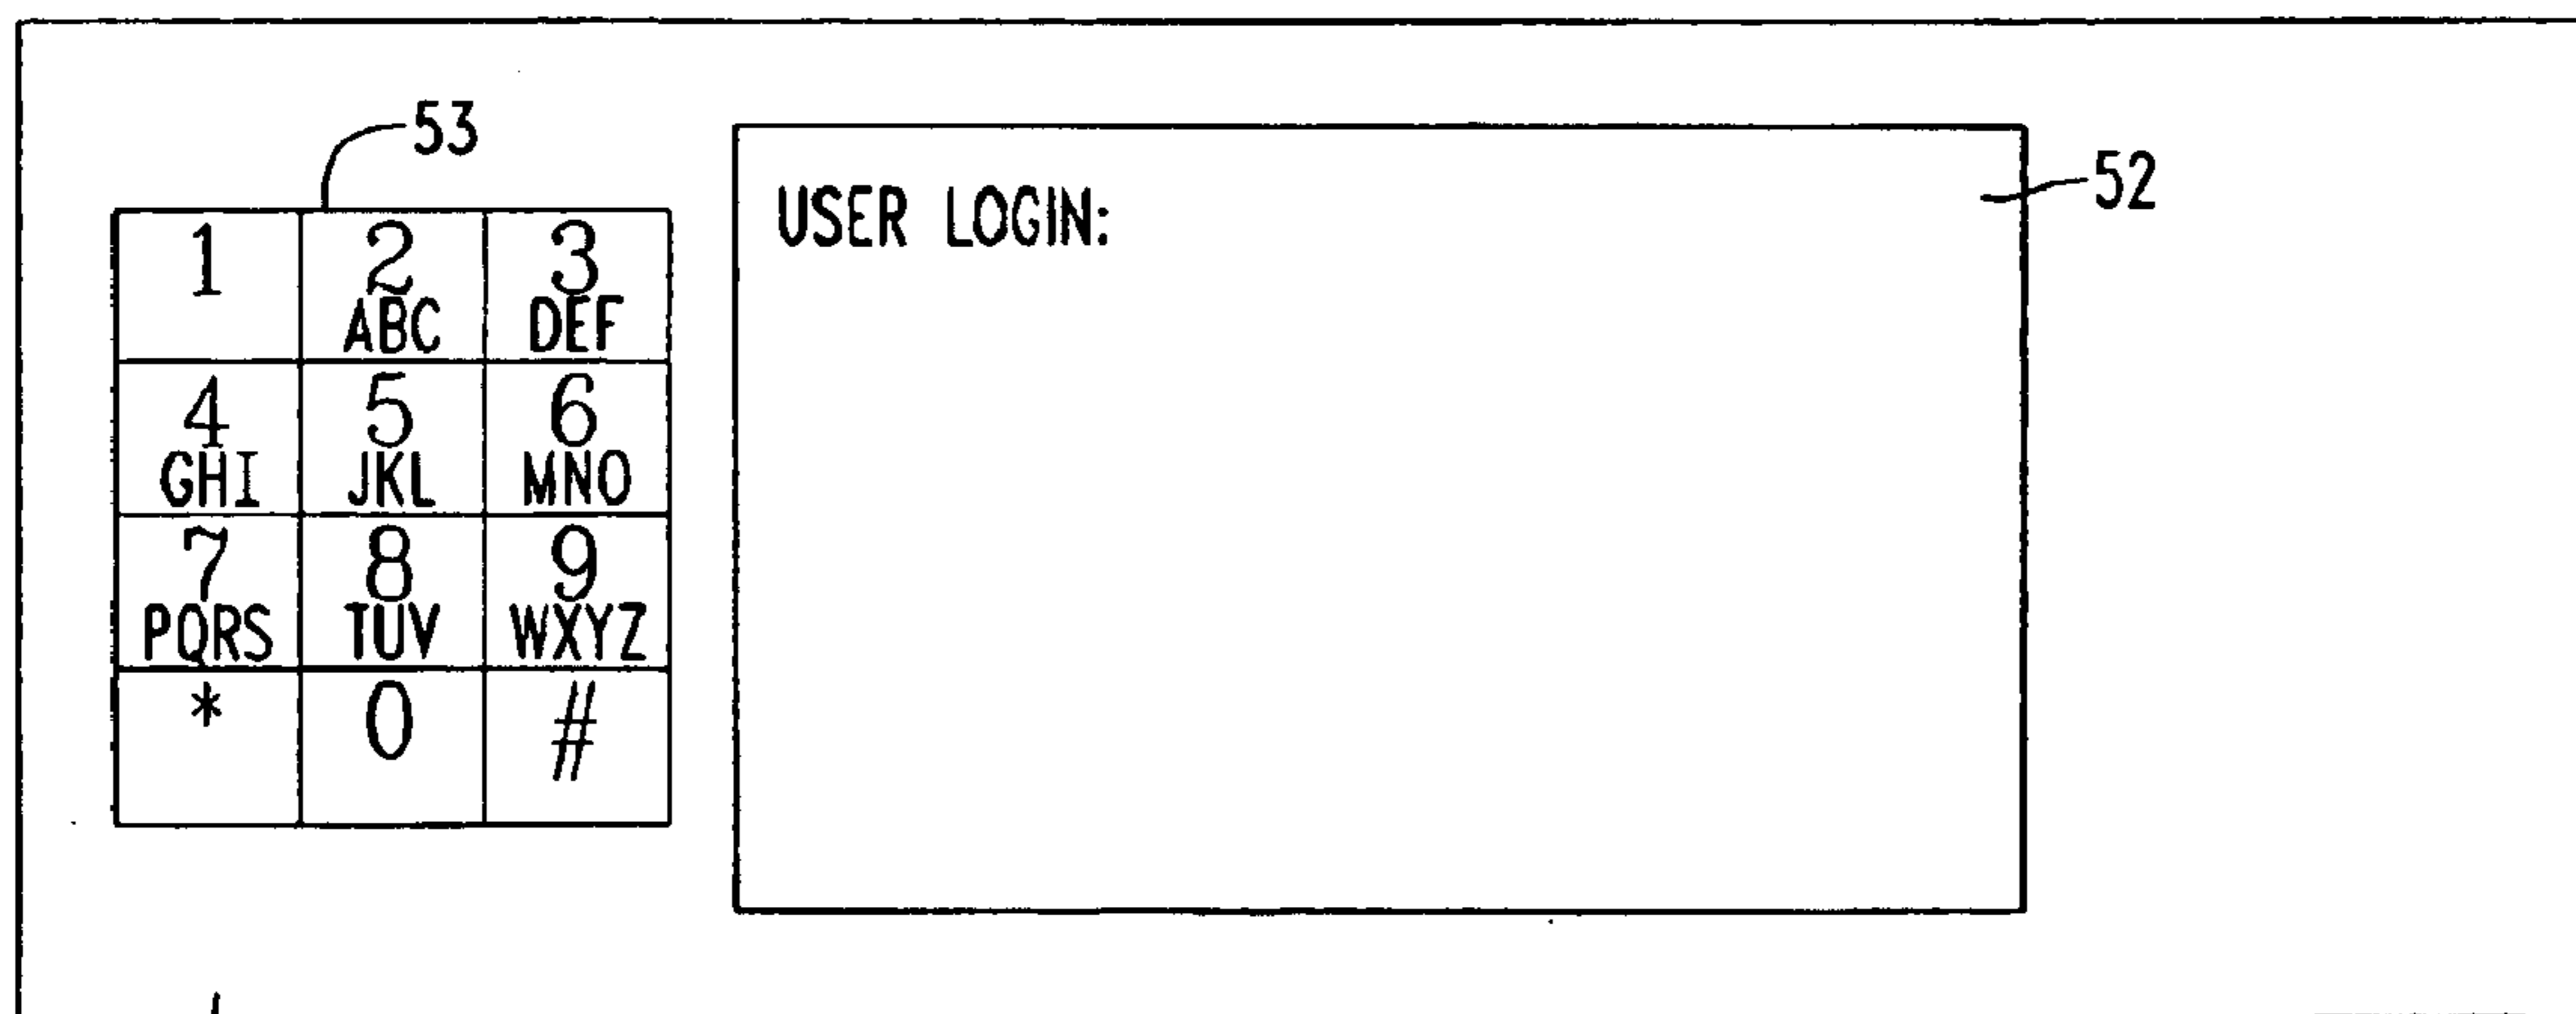 53
52
USER LOGIN:
1 2 3
ABC DEF
4 5 6
GHI JKL MNO
7 8 9
PQRS TUV WXYZ
* 0 #